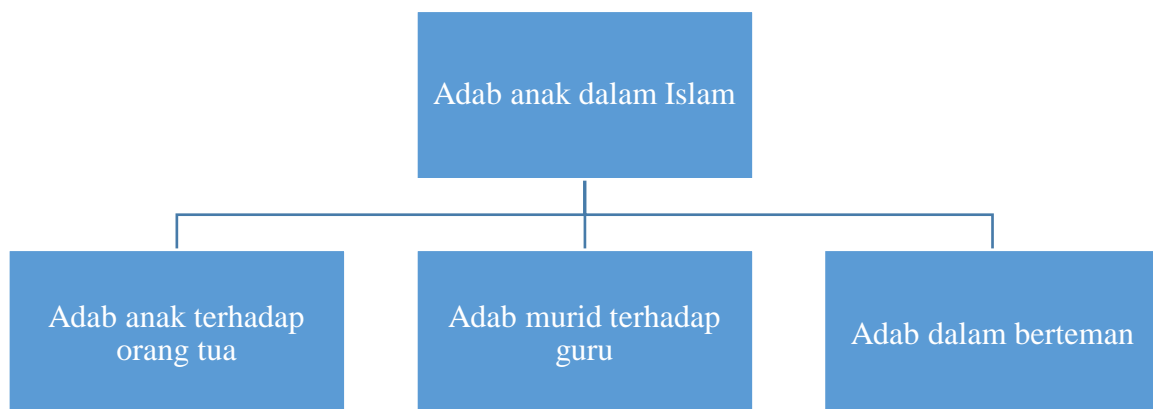 Adab anak dalam Islam
Adab anak terhadap
orang tua
Adab murid terhadap
guru
Adab dalam berteman